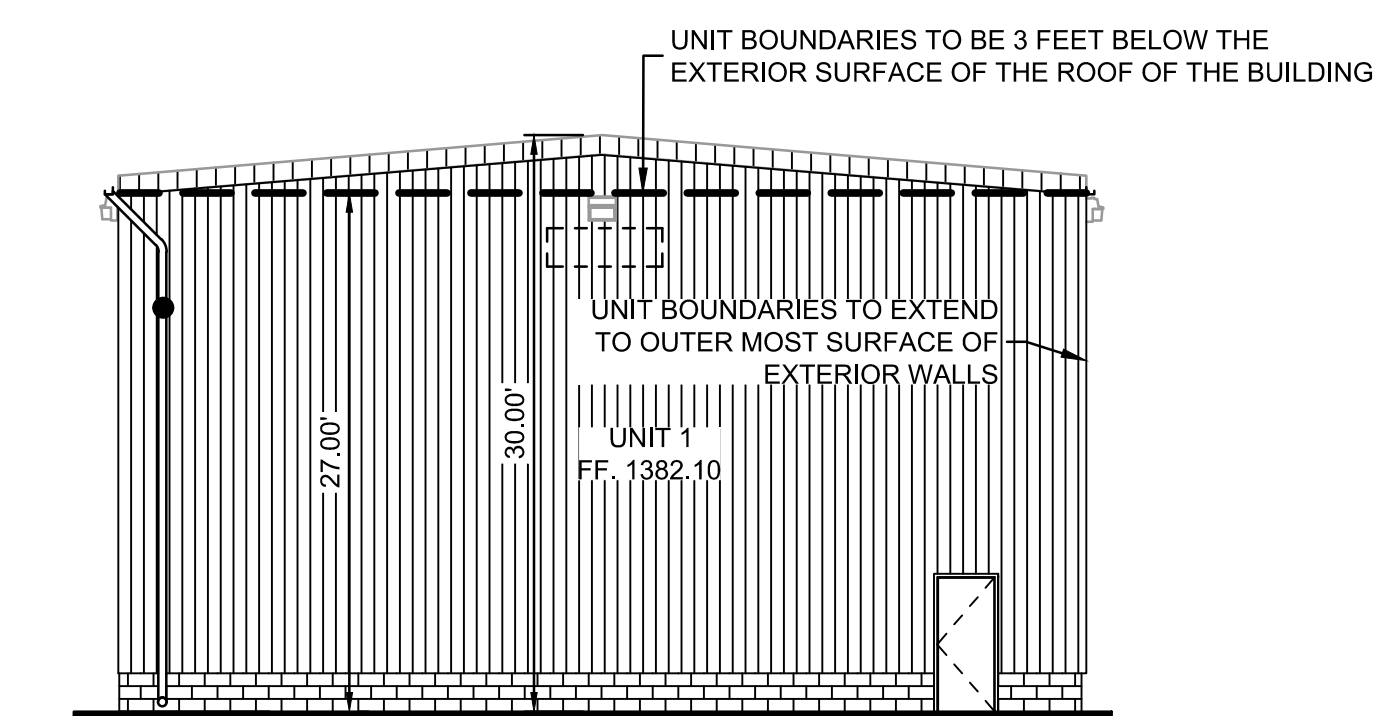 UNIT BOUNDARIES TO BE 3 FEET BELOW THE
EXTERIOR SURFACE OF THE ROOF OF THE BUILDING
UNIT BOUNDARIES TO EXTEND
TO OUTER MOST SURFACE OF
EXTERIOR WALLS
27.00'
30.00'
UNIT 1
FF. 1382.10